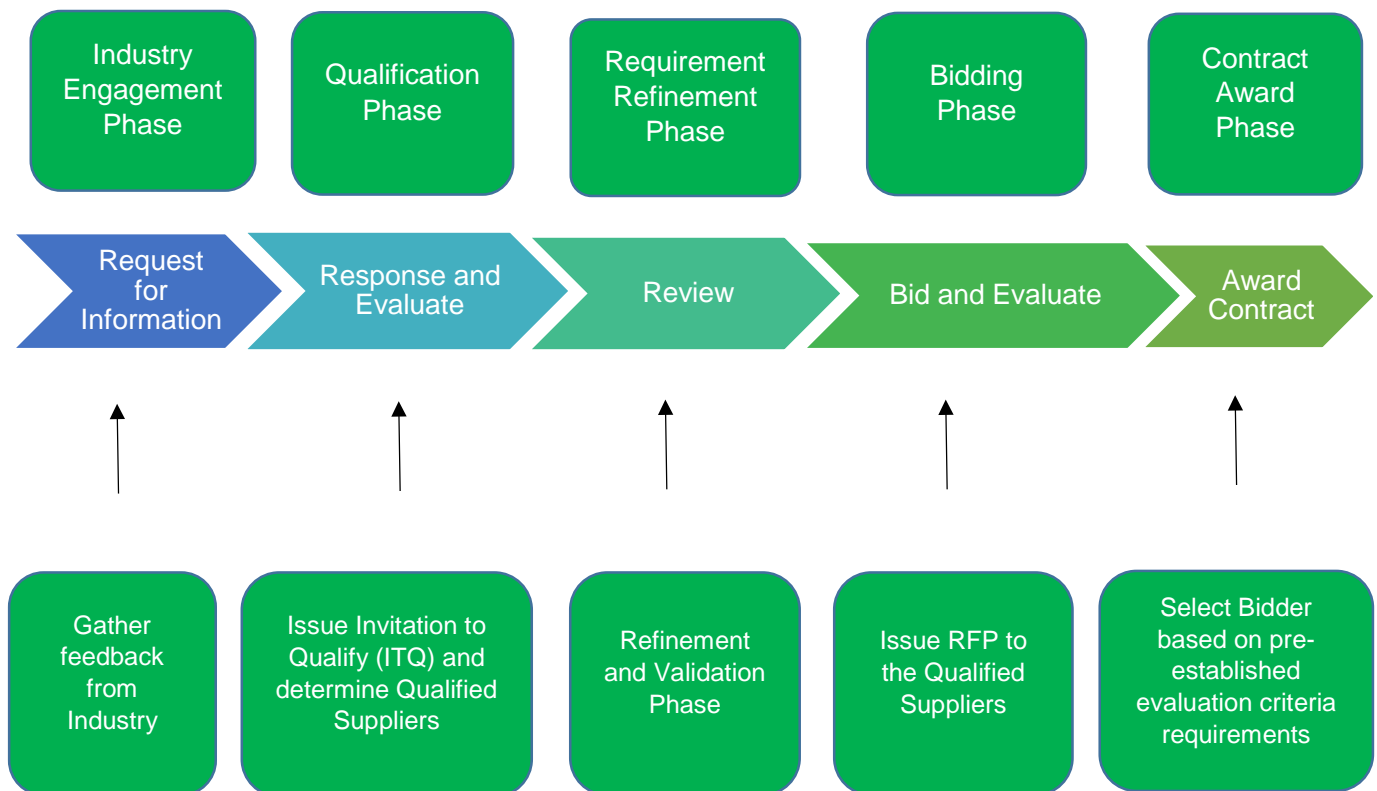 Industry
Engagement
Phase
Qualification
Phase
Requirement
Refinement
Phase
Bidding
Phase
Contract
Award
Phase
Request
for
Information
Response and
Evaluate
Review
Bid and Evaluate
Award
Contract
Gather
feedback
from
Industry
Issue Invitation to
Qualify (ITQ) and
determine Qualified
Suppliers
Refinement
and Validation
Phase
Issue RFP to
the Qualified
Suppliers
Select Bidder
based on pre-
established
evaluation criteria
requirements